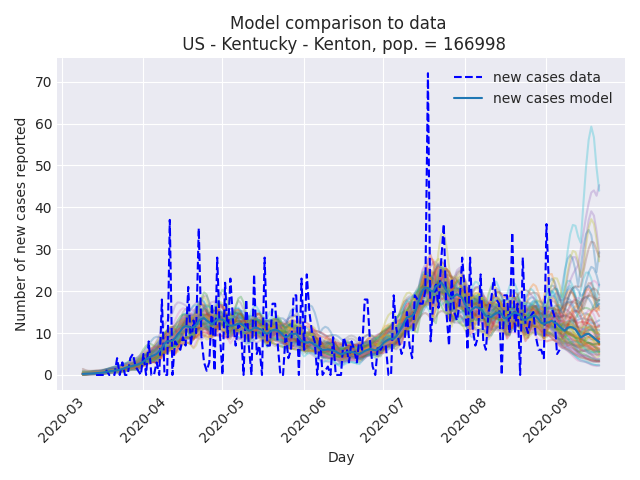 Model comparison to data
US - Kentucky - Kenton, pop. = 166998
Number of new cases reported
70
60
50
40
30
20
10
0
new cases data
new cases model
2020-03
2020-04
2020-05
2020-06
2020-07
2020-08
2020-09
Day